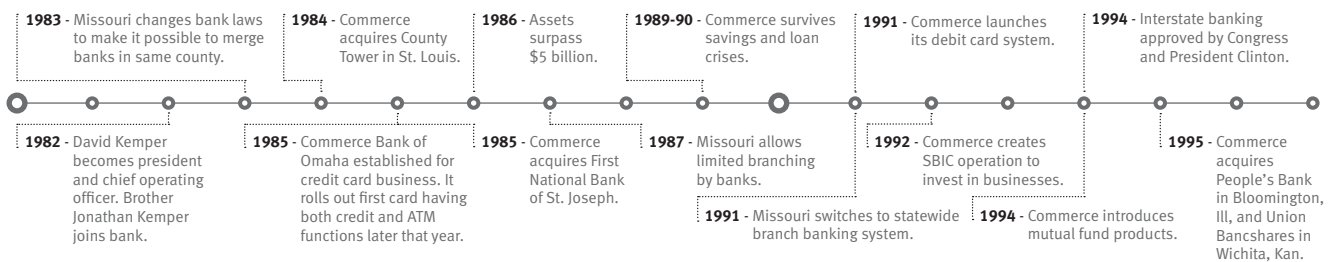 1983 - Missouri changes bank laws
to make it possible to merge
banks in same county.
1984 - Commerce
acquires County
Tower in St. Louis.
1986 - Assets
surpass
$5 billion.
1989-90 - Commerce survives
savings and loan
crises.
1991 - Commerce launches
its debit card system.
1994 - Interstate banking
approved by Congress
and President Clinton.
1982 - David Kemper
becomes president
and chief operating
officer. Brother
Jonathan Kemper
joins bank.
1985 - Commerce Bank of
Omaha established for
credit card business. It
rolls out first card having
both credit and ATM
functions later that year.
1985 - Commerce
acquires First
National Bank
of St. Joseph.
1987 - Missouri allows
limited branching
by banks.
1991 - Missouri switches to statewide
branch banking system.
1992 - Commerce creates
SBIC operation to
invest in businesses.
1994 - Commerce introduces
mutual fund products.
1995 - Commerce
acquires
People's Bank
in Bloomington,
Ill, and Union
Bancshares in
Wichita, Kan.